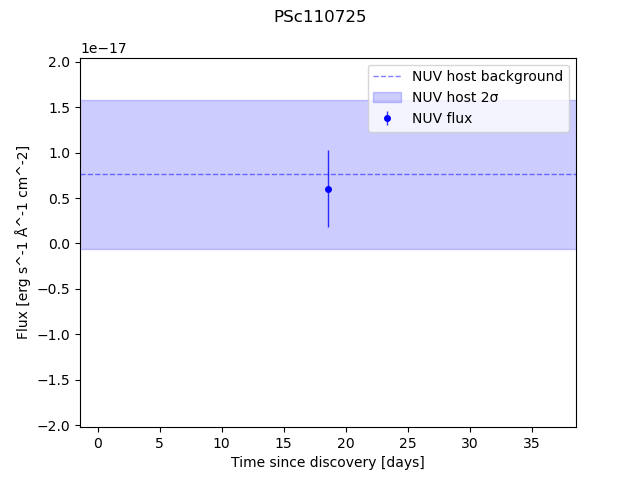 PSc110725
1e−17
NUV host background
NUV host 2σ
NUV flux
2.0
1.5
1.0
0.5
0.0
−0.5
−1.0
−1.5
−2.0
Flux [erg s^-1 Å^-1 cm^-2]
0 5 10 15 20 25 30 35
Time since discovery [days]